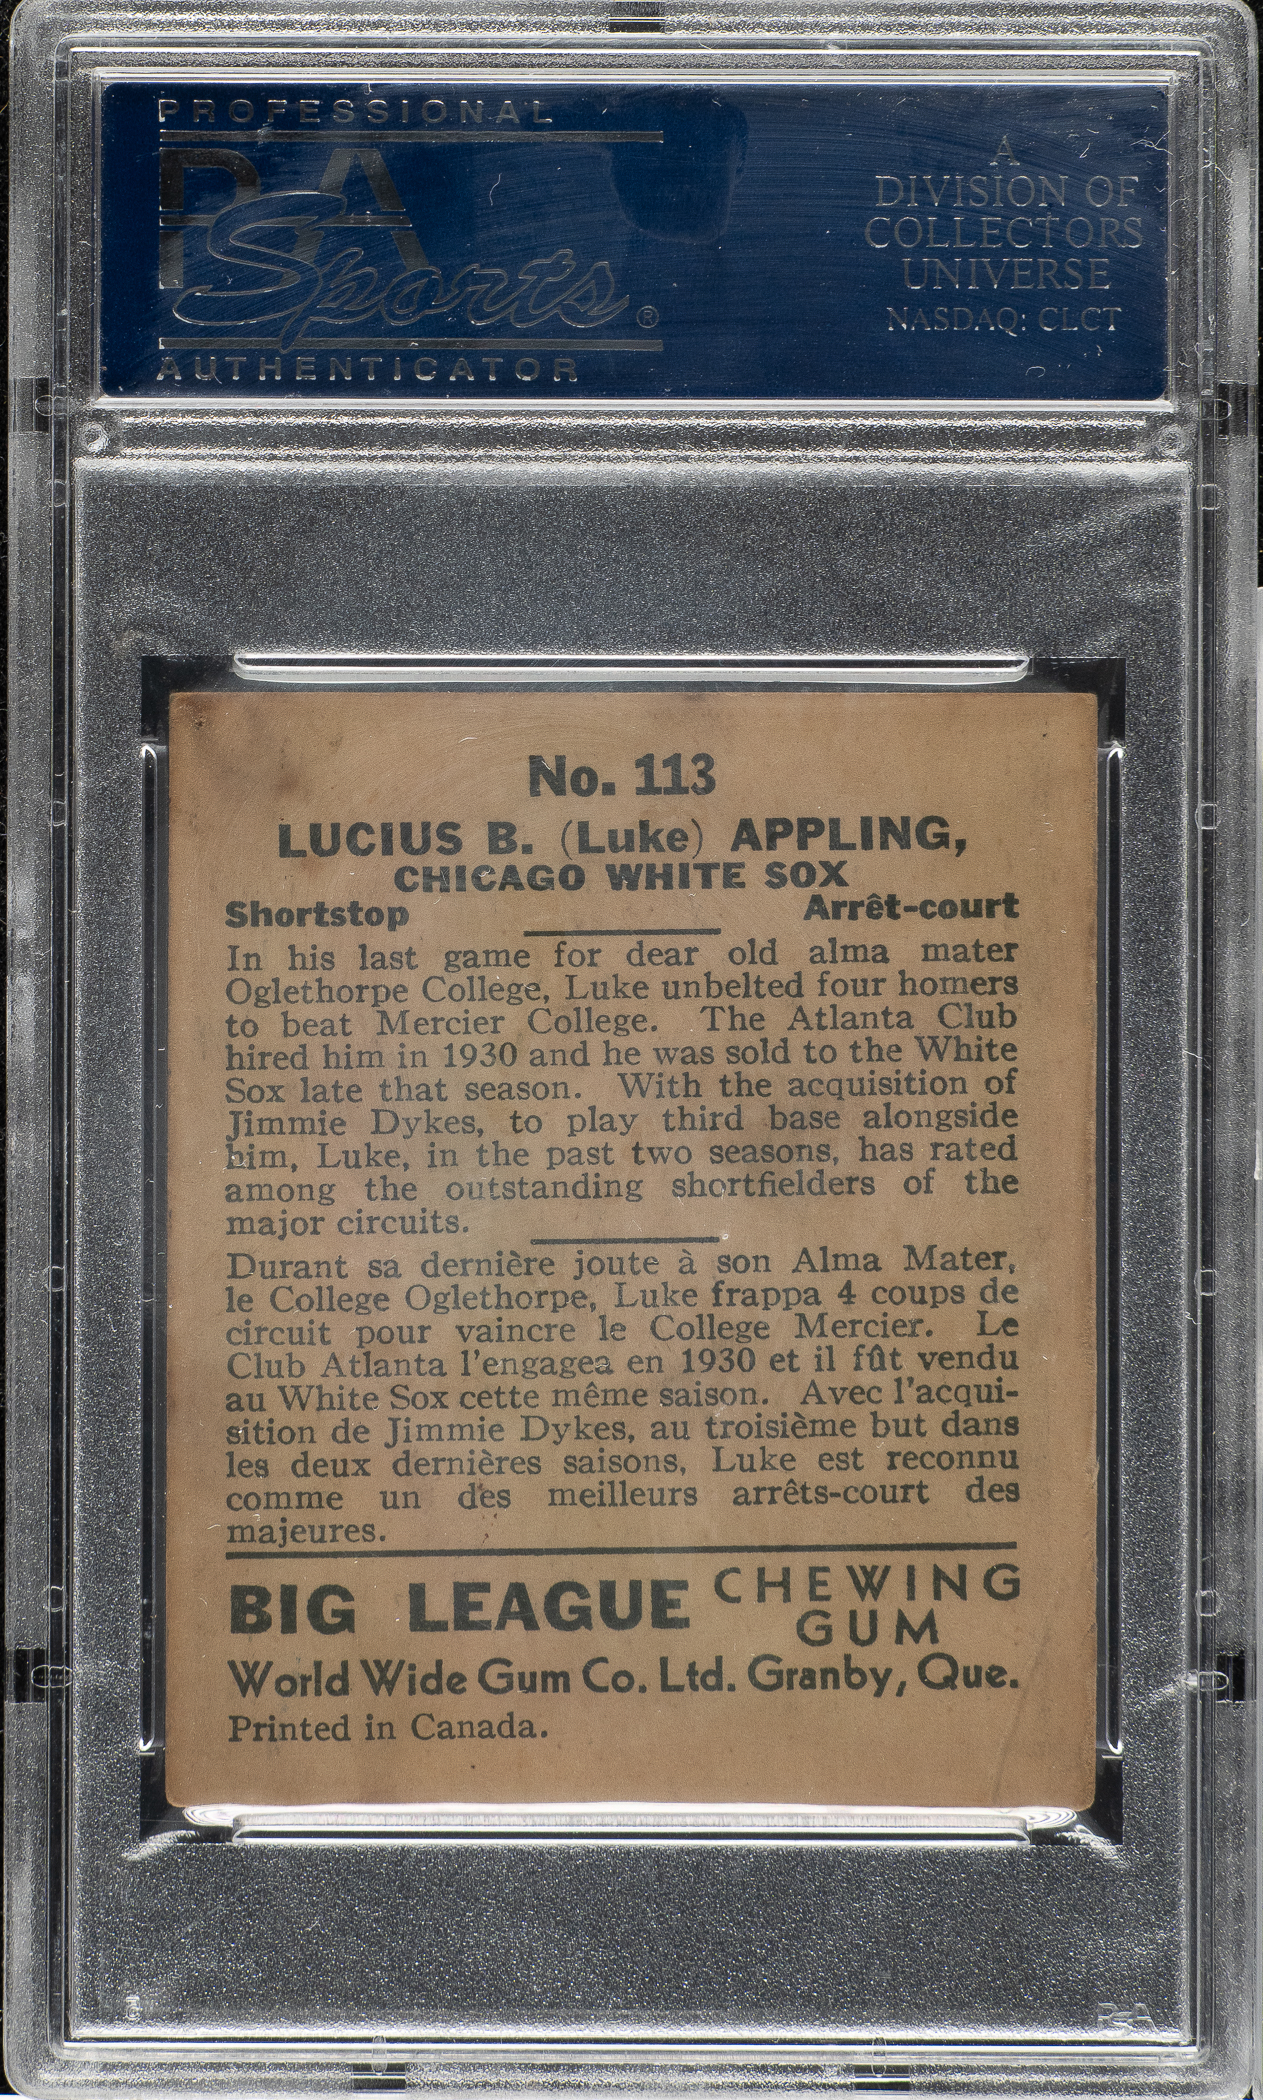 PROFESSIONAL
PSA
Sports®
AUTHENTICATOR
A
DIVISION OF
COLLECTORS
UNIVERSE
NASDAQ: CLCT
No. 113
LUCIUS B. (Luke) APPLING,
CHICAGO WHITE SOX
Shortstop Arrêt-court
In his last game for dear old alma mater
Oglethorpe College, Luke unbelted four homers
to beat Mercier College. The Atlanta Club
hired him in 1930 and he was sold to the White
Sox late that season. With the acquisition of
Jimmie Dykes, to play third base alongside
him, Luke, in the past two seasons, has rated
among the outstanding shortfielders of the
major circuits.
Durant sa dernière joute à son Alma Mater,
le College Oglethorpe, Luke frappa 4 coups de
circuit pour vaincre le College Mercier. Le
Club Atlanta l'engagea en 1930 et il fût vendu
au White Sox cette même saison. Avec l'acqui-
sition de Jimmie Dykes, au troisième but dans
les deux dernières saisons, Luke est reconnu
comme un des meilleurs arrêts-court des
majeures.
BIG LEAGUE CHEWING
GUM
World Wide Gum Co. Ltd. Granby, Que.
Printed in Canada.
PSA